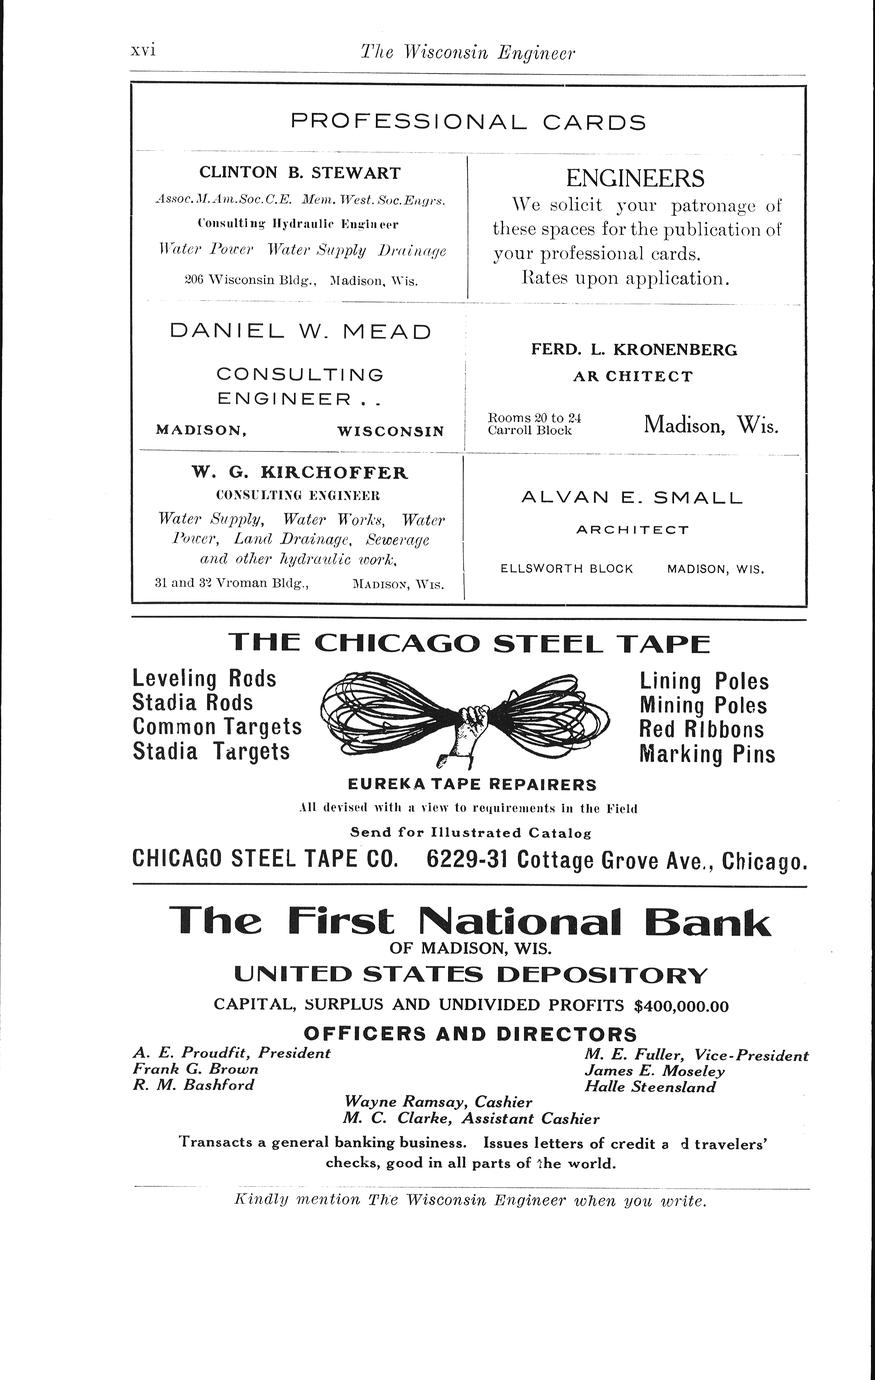 xvi
The Wisconsin Engineer
PROFESSIONAL CARDS
CLINTON B. STEWART
Assoc. M. Am. Soc. C. E. Mem. West. Soc. Engrs.
Consulting Hydraulic Engineer
Water Power Water Supply Drainage
206 Wisconsin Bldg., Madison, Wis.
ENGINEERS
We solicit your patronage of
these spaces for the publication of
your professional cards.
Rates upon application.
DANIEL W. MEAD
CONSULTING
ENGINEER . .
MADISON, WISCONSIN
FERD. L. KRONENBERG
ARCHITECT
Rooms 20 to 24
Carroll Block
Madison, Wis.
W. G. KIRCHOFFER
CONSULTING ENGINEER
Water Supply, Water Works, Water
Power, Land Drainage, Sewerage
and other hydraulic work,
31 and 32 Vroman Bldg., MADISON, WIS.
ALVAN E. SMALL
ARCHITECT
ELLSWORTH BLOCK MADISON, WIS.
THE CHICAGO STEEL TAPE
Leveling Rods
Stadia Rods
Common Targets
Stadia Targets
Lining Poles
Mining Poles
Red Ribbons
Marking Pins
EUREKA TAPE REPAIRERS
All devised with a view to requirements in the Field
Send for Illustrated Catalog
CHICAGO STEEL TAPE CO. 6229-31 Cottage Grove Ave., Chicago.
The First National Bank
OF MADISON, WIS.
UNITED STATES DEPOSITORY
CAPITAL, SURPLUS AND UNDIVIDED PROFITS $400,000.00
OFFICERS AND DIRECTORS
A. E. Proudfit, President
Frank G. Brown
R. M. Bashford
M. E. Fuller, Vice-President
James E. Moseley
Halle Steensland
Wayne Ramsay, Cashier
M. C. Clarke, Assistant Cashier
Transacts a general banking business. Issues letters of credit a d travelers'
checks, good in all parts of the world.
Kindly mention The Wisconsin Engineer when you write.